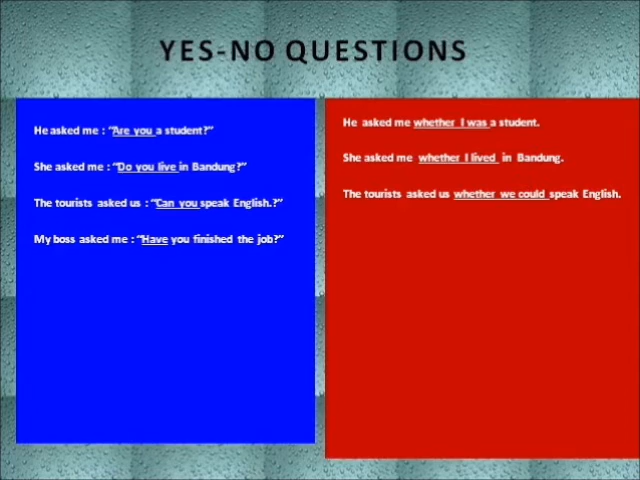 YES-NO QUESTIONS
He asked me : "Are you a student?"
She asked me : "Do you live in Bandung?"
The tourists asked us : "Can you speak English.?"
My boss asked me : "Have you finished the job?"
He asked me whether I was a student.
She asked me whether I lived in Bandung.
The tourists asked us whether we could speak English.